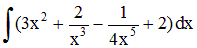 ∫(3x² + 2/x³ − 1/4x⁵ + 2) dx